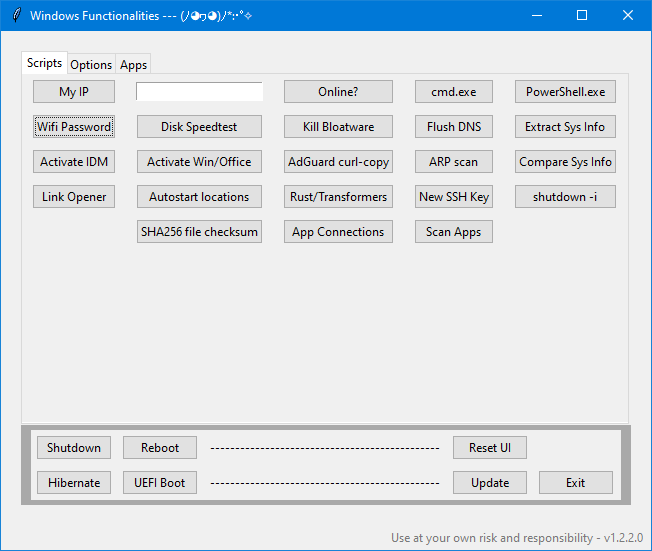 Windows Functionalities --- (ﾉ◕ヮ◕)ﾉ*:･ﾟ✧
Scripts Options Apps
My IP Online? cmd.exe PowerShell.exe
Wifi Password Disk Speedtest Kill Bloatware Flush DNS Extract Sys Info
Activate IDM Activate Win/Office AdGuard curl-copy ARP scan Compare Sys Info
Link Opener Autostart locations Rust/Transformers New SSH Key shutdown -i
SHA256 file checksum App Connections Scan Apps
Shutdown Reboot ---------------------------------------------- Reset UI
Hibernate UEFI Boot ---------------------------------------------- Update Exit
Use at your own risk and responsibility - v1.2.2.0